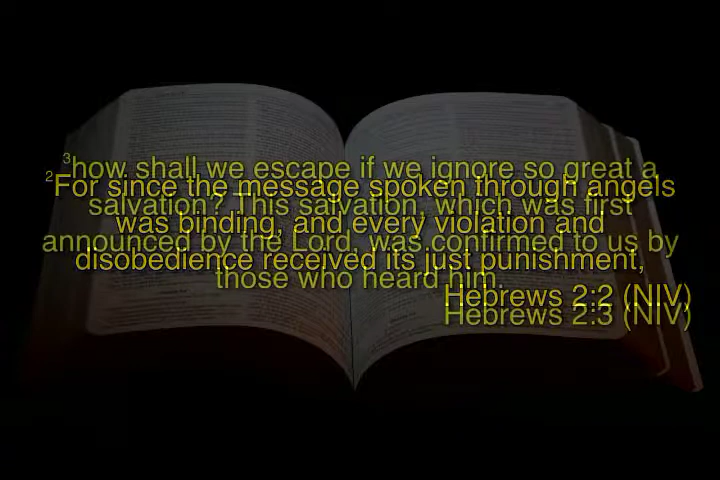 ²For since the message spoken through angels
was binding, and every violation and
disobedience received its just punishment,
Hebrews 2:2 (NIV)
³how shall we escape if we ignore so great a
salvation? This salvation, which was first
announced by the Lord, was confirmed to us by
those who heard him.
Hebrews 2:3 (NIV)